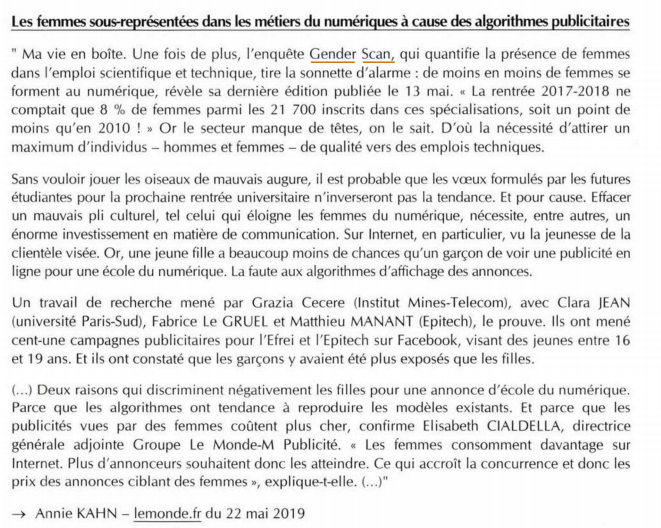 Les femmes sous-représentées dans les métiers du numériques à cause des algorithmes publicitaires
" Ma vie en boîte. Une fois de plus, l'enquête Gender Scan, qui quantifie la présence de femmes
dans l'emploi scientifique et technique, tire la sonnette d'alarme : de moins en moins de femmes se
forment au numérique, révèle sa dernière édition publiée le 13 mai. « La rentrée 2017-2018 ne
comptait que 8 % de femmes parmi les 21 700 inscrits dans ces spécialisations, soit un point de
moins qu'en 2010 ! » Or le secteur manque de têtes, on le sait. D'où la nécessité d'attirer un
maximum d'individus – hommes et femmes – de qualité vers des emplois techniques.
Sans vouloir jouer les oiseaux de mauvais augure, il est probable que les vœux formulés par les futures
étudiantes pour la prochaine rentrée universitaire n'inverseront pas la tendance. Et pour cause. Effacer
un mauvais pli culturel, tel celui qui éloigne les femmes du numérique, nécessite, entre autres, un
énorme investissement en matière de communication. Sur Internet, en particulier, vu la jeunesse de la
clientèle visée. Or, une jeune fille a beaucoup moins de chances qu'un garçon de voir une publicité en
ligne pour une école du numérique. La faute aux algorithmes d'affichage des annonces.
Un travail de recherche mené par Grazia Cecere (Institut Mines-Telecom), avec Clara JEAN
(université Paris-Sud), Fabrice Le GRUEL et Matthieu MANANT (Epitech), le prouve. Ils ont mené
cent-une campagnes publicitaires pour l'Efrei et l'Epitech sur Facebook, visant des jeunes entre 16
et 19 ans. Et ils ont constaté que les garçons y avaient été plus exposés que les filles.
(...) Deux raisons qui discriminent négativement les filles pour une annonce d'école du numérique.
Parce que les algorithmes ont tendance à reproduire les modèles existants. Et parce que les
publicités vues par des femmes coûtent plus cher, confirme Elisabeth CIALDELLA, directrice
générale adjointe Groupe Le Monde-M Publicité. « Les femmes consomment davantage sur
Internet. Plus d'annonceurs souhaitent donc les atteindre. Ce qui accroît la concurrence et donc les
prix des annonces ciblant des femmes », explique-t-elle. (...)"
→ Annie KAHN – lemonde.fr du 22 mai 2019